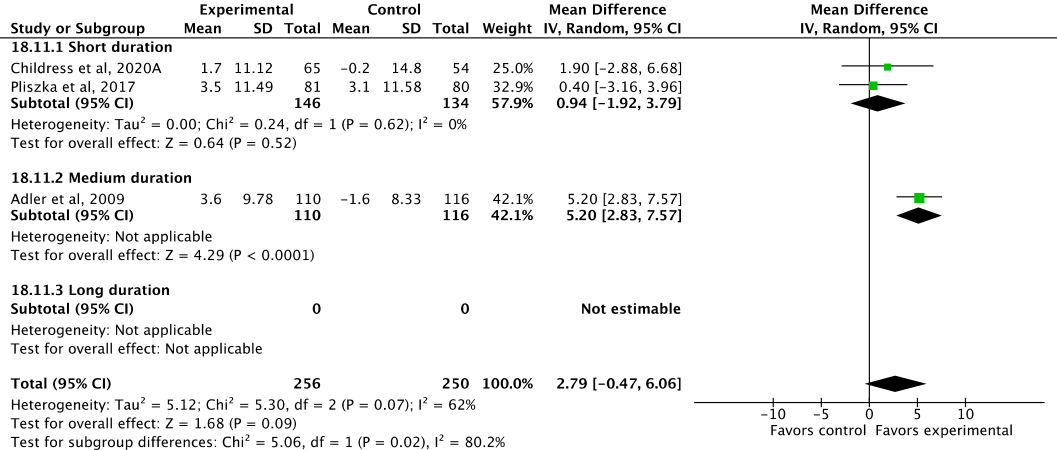 Experimental Control Mean Difference Mean Difference
Study or Subgroup Mean SD Total Mean SD Total Weight IV, Random, 95% CI IV, Random, 95% CI
18.11.1 Short duration
Childress et al, 2020A 1.7 11.12 65 −0.2 14.8 54 25.0% 1.90 [−2.88, 6.68]
Pliszka et al, 2017 3.5 11.49 81 3.1 11.58 80 32.9% 0.40 [−3.16, 3.96]
Subtotal (95% CI) 146 134 57.9% 0.94 [−1.92, 3.79]
Heterogeneity: Tau² = 0.00; Chi² = 0.24, df = 1 (P = 0.62); I² = 0%
Test for overall effect: Z = 0.64 (P = 0.52)
18.11.2 Medium duration
Adler et al, 2009 3.6 9.78 110 −1.6 8.33 116 42.1% 5.20 [2.83, 7.57]
Subtotal (95% CI) 110 116 42.1% 5.20 [2.83, 7.57]
Heterogeneity: Not applicable
Test for overall effect: Z = 4.29 (P < 0.0001)
18.11.3 Long duration
Subtotal (95% CI) 0 0 Not estimable
Heterogeneity: Not applicable
Test for overall effect: Not applicable
Total (95% CI) 256 250 100.0% 2.79 [−0.47, 6.06]
Heterogeneity: Tau² = 5.12; Chi² = 5.30, df = 2 (P = 0.07); I² = 62%
Test for overall effect: Z = 1.68 (P = 0.09)
Test for subgroup differences: Chi² = 5.06, df = 1 (P = 0.02), I² = 80.2%
−10 −5 0 5 10
Favors control Favors experimental